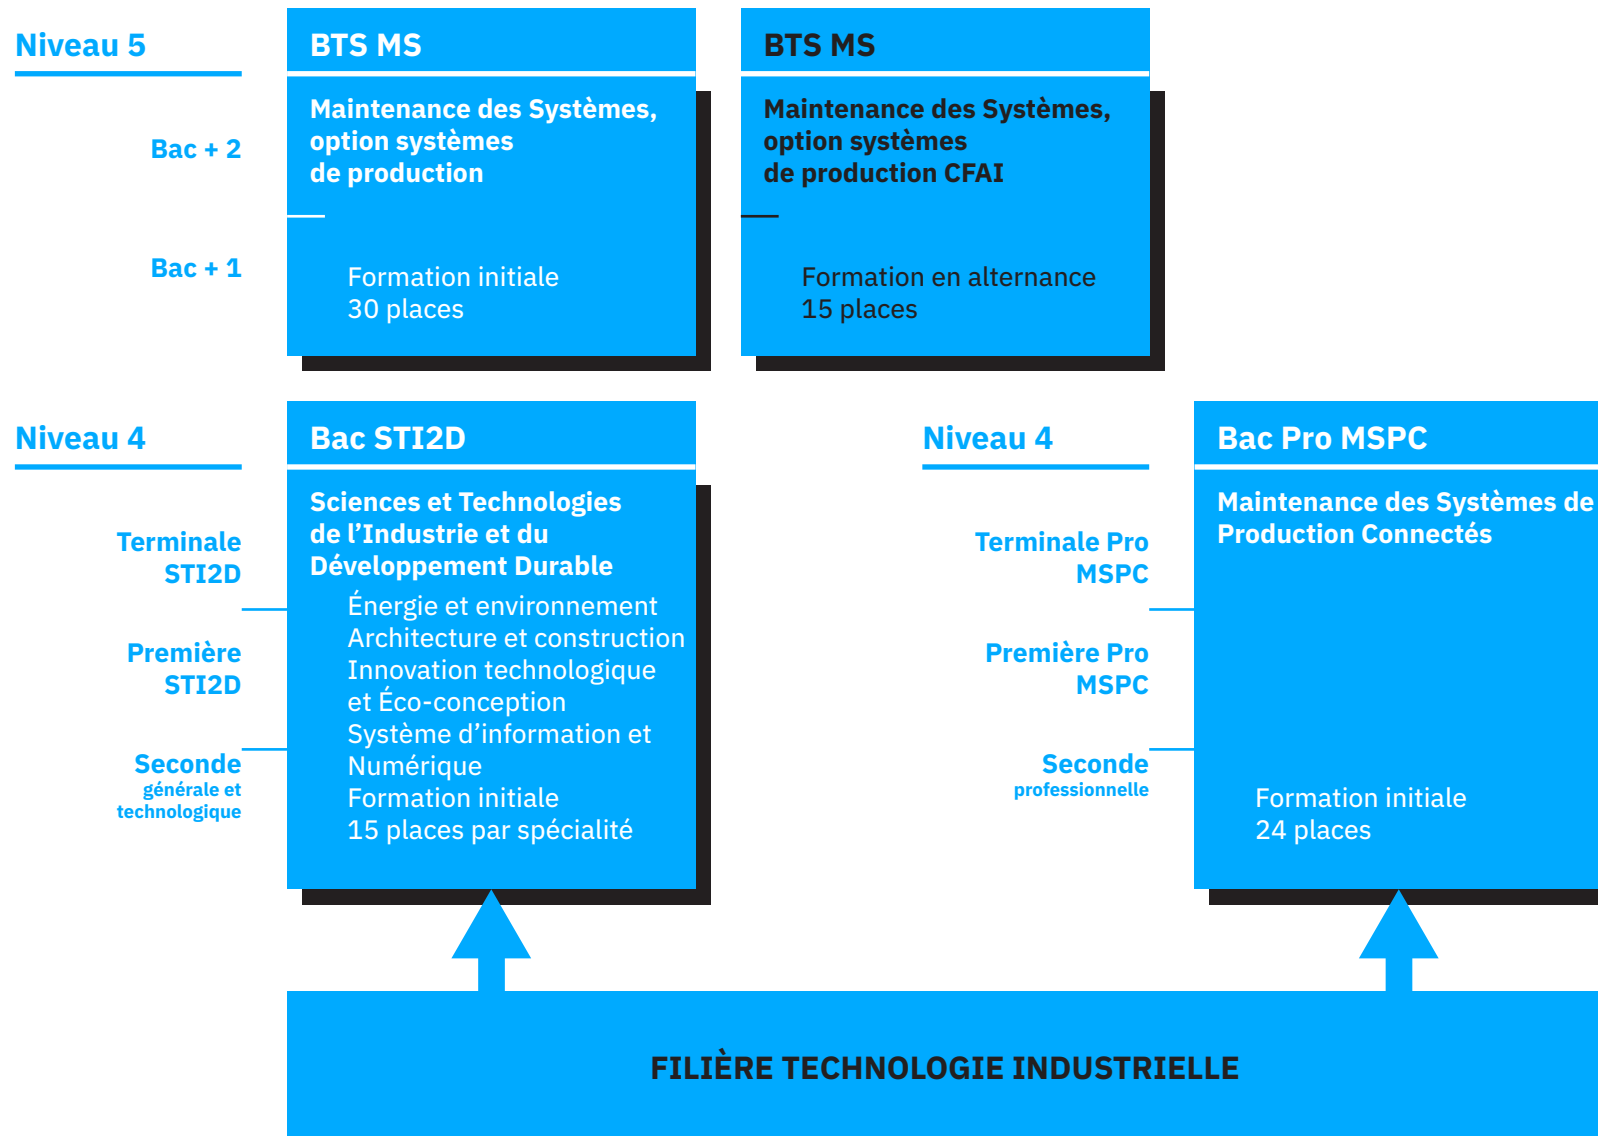 Niveau 5
Bac + 2
Bac + 1
BTS MS
Maintenance des Systèmes,
option systèmes
de production
Formation initiale
30 places
BTS MS
Maintenance des Systèmes,
option systèmes
de production CFAI
Formation en alternance
15 places
Niveau 4
Terminale
STI2D
Première
STI2D
Seconde
générale et
technologique
Bac STI2D
Sciences et Technologies
de l’Industrie et du
Développement Durable
Énergie et environnement
Architecture et construction
Innovation technologique
et Éco-conception
Système d’information et
Numérique
Formation initiale
15 places par spécialité
Niveau 4
Terminale Pro
MSPC
Première Pro
MSPC
Seconde
professionnelle
Bac Pro MSPC
Maintenance des Systèmes de
Production Connectés
Formation initiale
24 places
FILIÈRE TECHNOLOGIE INDUSTRIELLE